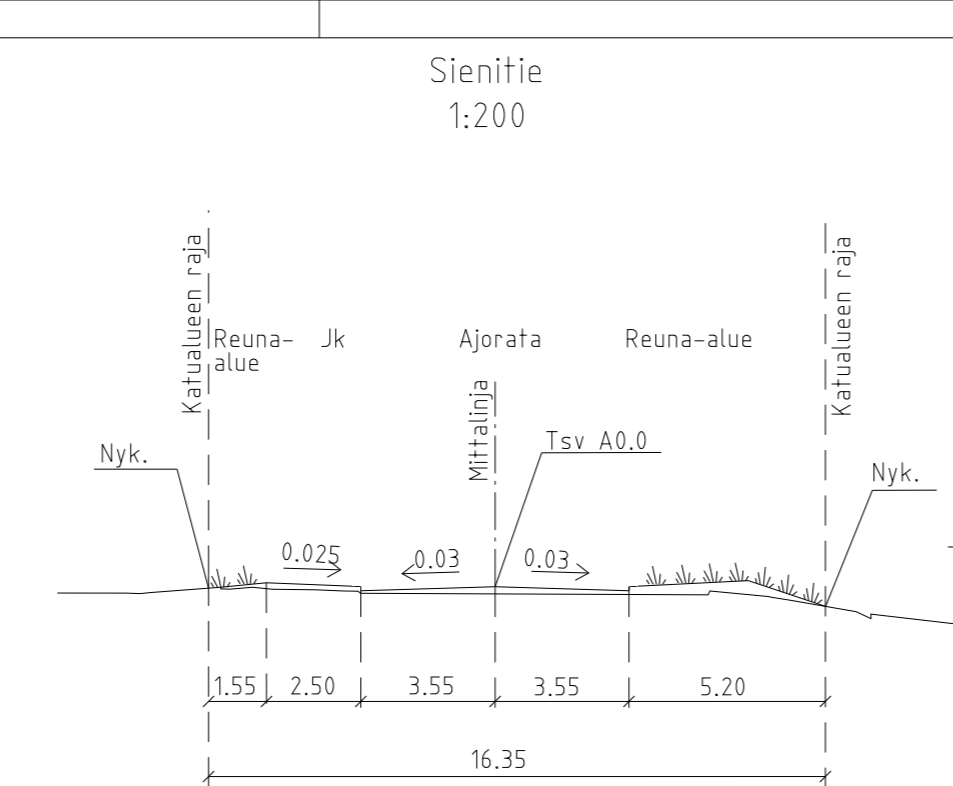 Sienitie
1:200
Katualueen raja
Katualueen raja
Reuna-
alue
Jk
Ajorata
Reuna-alue
Mittalinja
Nyk.
Tsv A0.0
Nyk.
0.025
0.03
0.03
1.55
2.50
3.55
3.55
5.20
16.35